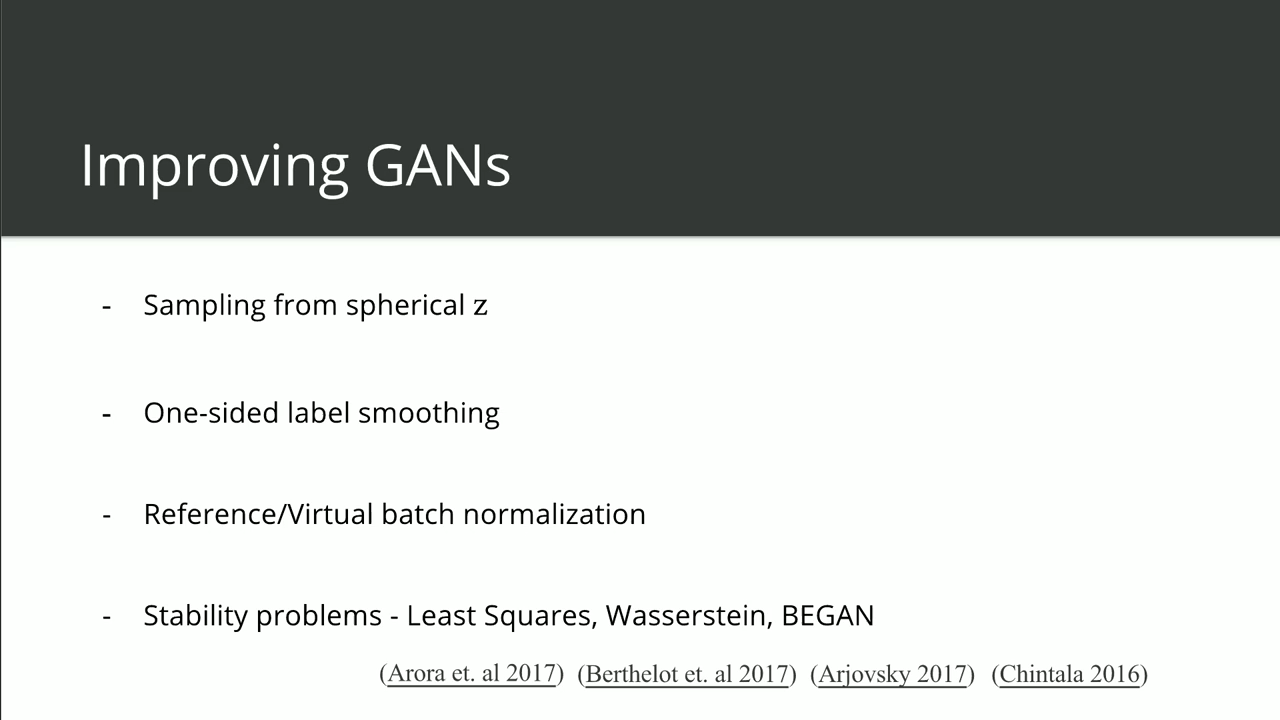 Improving GANs
- Sampling from spherical z
- One-sided label smoothing
- Reference/Virtual batch normalization
- Stability problems - Least Squares, Wasserstein, BEGAN
(Arora et. al 2017) (Berthelot et. al 2017) (Arjovsky 2017) (Chintala 2016)